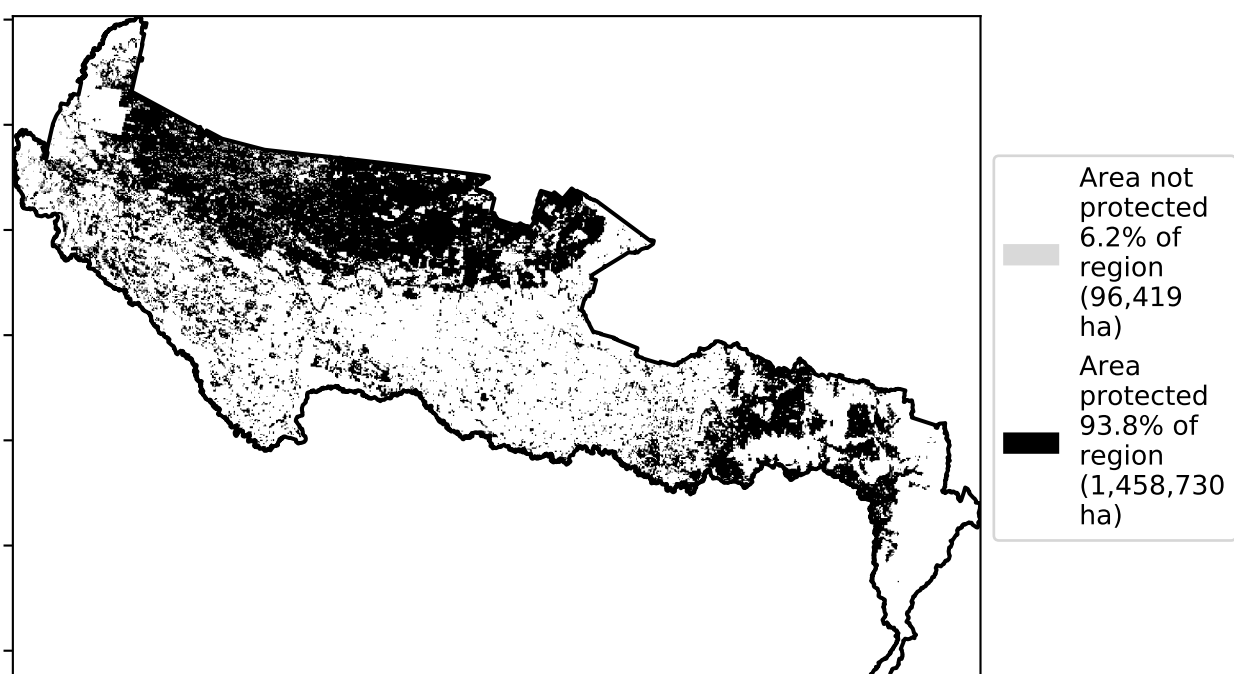 Area not
protected
6.2% of
region
(96,419
ha)
Area
protected
93.8% of
region
(1,458,730
ha)